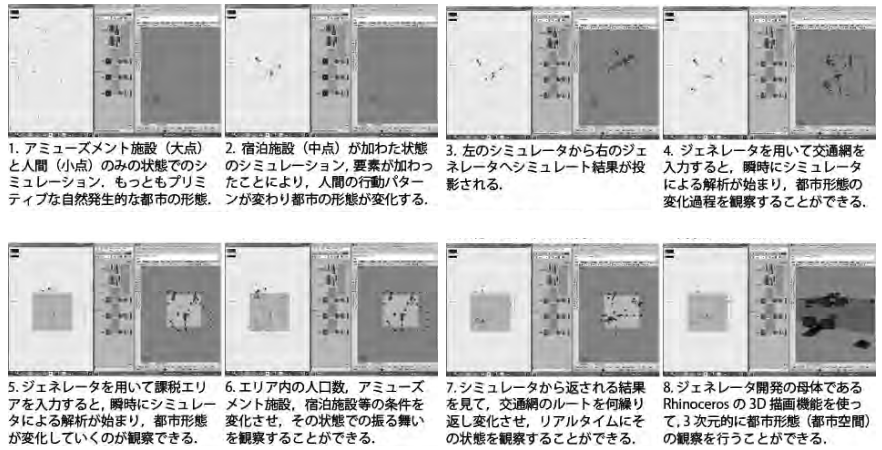 1. アミューズメント施設（大点）
と人間（小点）のみの状態でのシ
ミュレーション．もっともプリミ
ティブな自然発生的な都市の形態．
2. 宿泊施設（中点）が加わた状態
のシミュレーション，要素が加わっ
たことにより，人間の行動パター
ンが変わり都市の形態が変化する．
3. 左のシミュレータから右のジェ
ネレータへシミュレート結果が投
影される．
4. ジェネレータを用いて交通網を
入力すると，瞬時にシミュレータ
による解析が始まり，都市形態の
変化過程を観察することができる．
5. ジェネレータを用いて課税エリ
アを入力すると，瞬時にシミュレー
タによる解析が始まり，都市形態
が変化していくのが観察できる．
6. エリア内の人口数，アミューズ
メント施設，宿泊施設等の条件を
変化させ，その状態での振る舞い
を観察することができる．
7. シミュレータから返される結果
を見て，交通網のルートを何繰り
返し変化させ，リアルタイムにそ
の状態を観察することができる．
8. ジェネレータ開発の母体である
Rhinoceros の 3D 描画機能を使っ
て，3 次元的に都市形態（都市空間）
の観察を行うことができる．